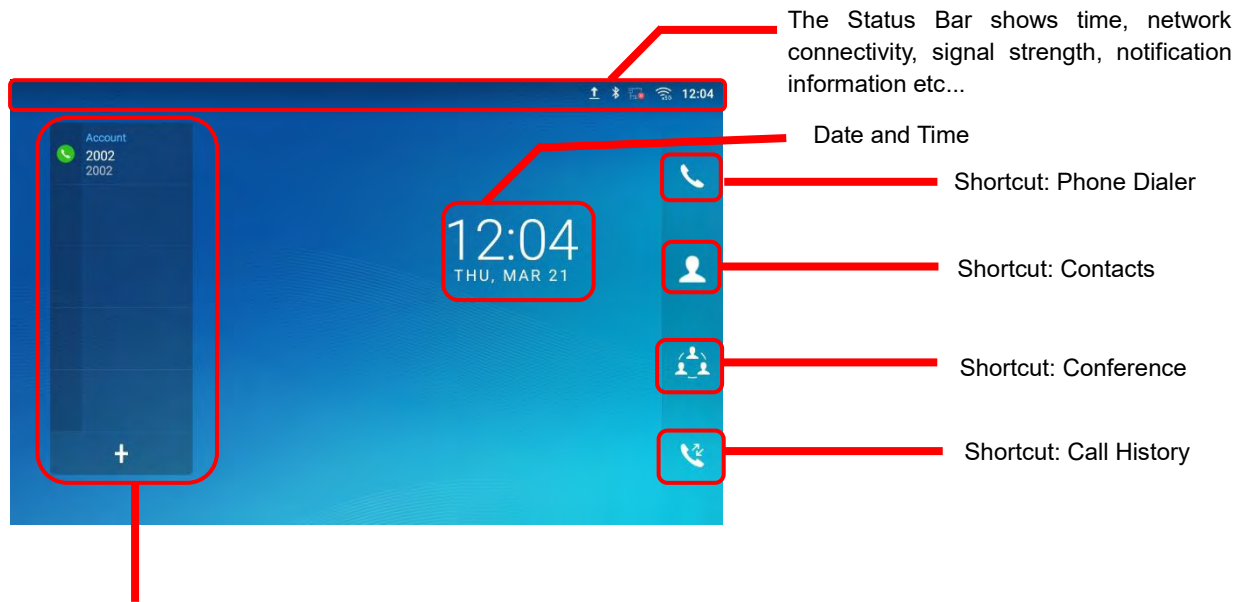 The Status Bar shows time, network
connectivity, signal strength, notification
information etc...
12:04
Date and Time
Account
2002
2002
Shortcut: Phone Dialer
12:04
THU, MAR 21
Shortcut: Contacts
Shortcut: Conference
Shortcut: Call History